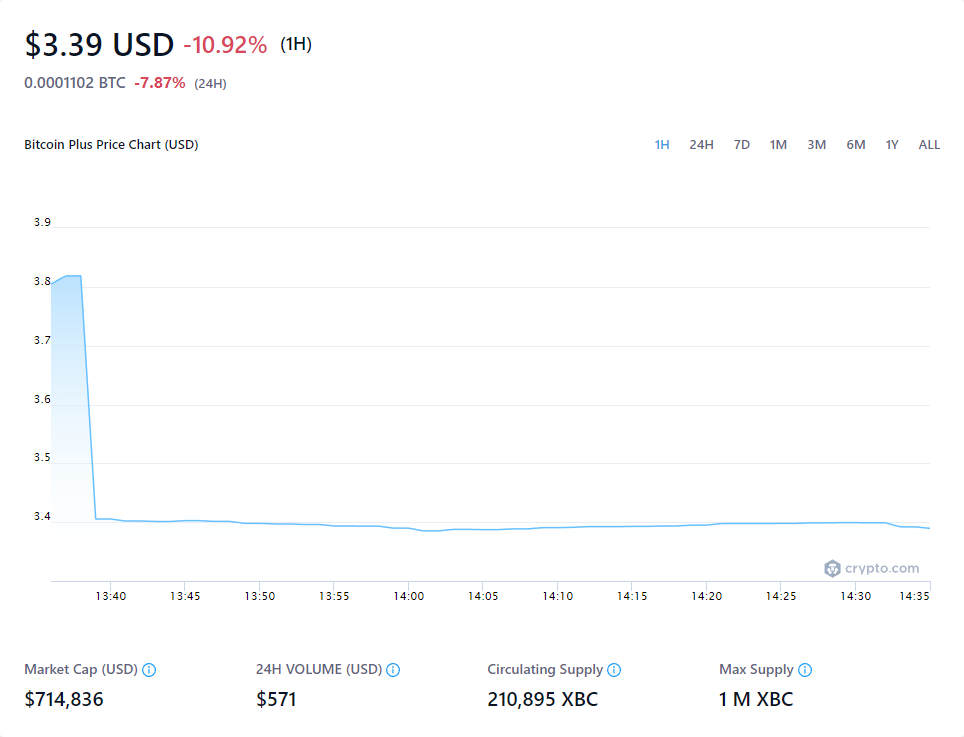 $3.39 USD -10.92% (1H)
0.0001102 BTC -7.87% (24H)
Bitcoin Plus Price Chart (USD) 1H 24H 7D 1M 3M 6M 1Y ALL
3.9
3.8
3.7
3.6
3.5
3.4
crypto.com
13:40 13:45 13:50 13:55 14:00 14:05 14:10 14:15 14:20 14:25 14:30 14:35
Market Cap (USD) 24H VOLUME (USD) Circulating Supply Max Supply
$714,836 $571 210,895 XBC 1 M XBC